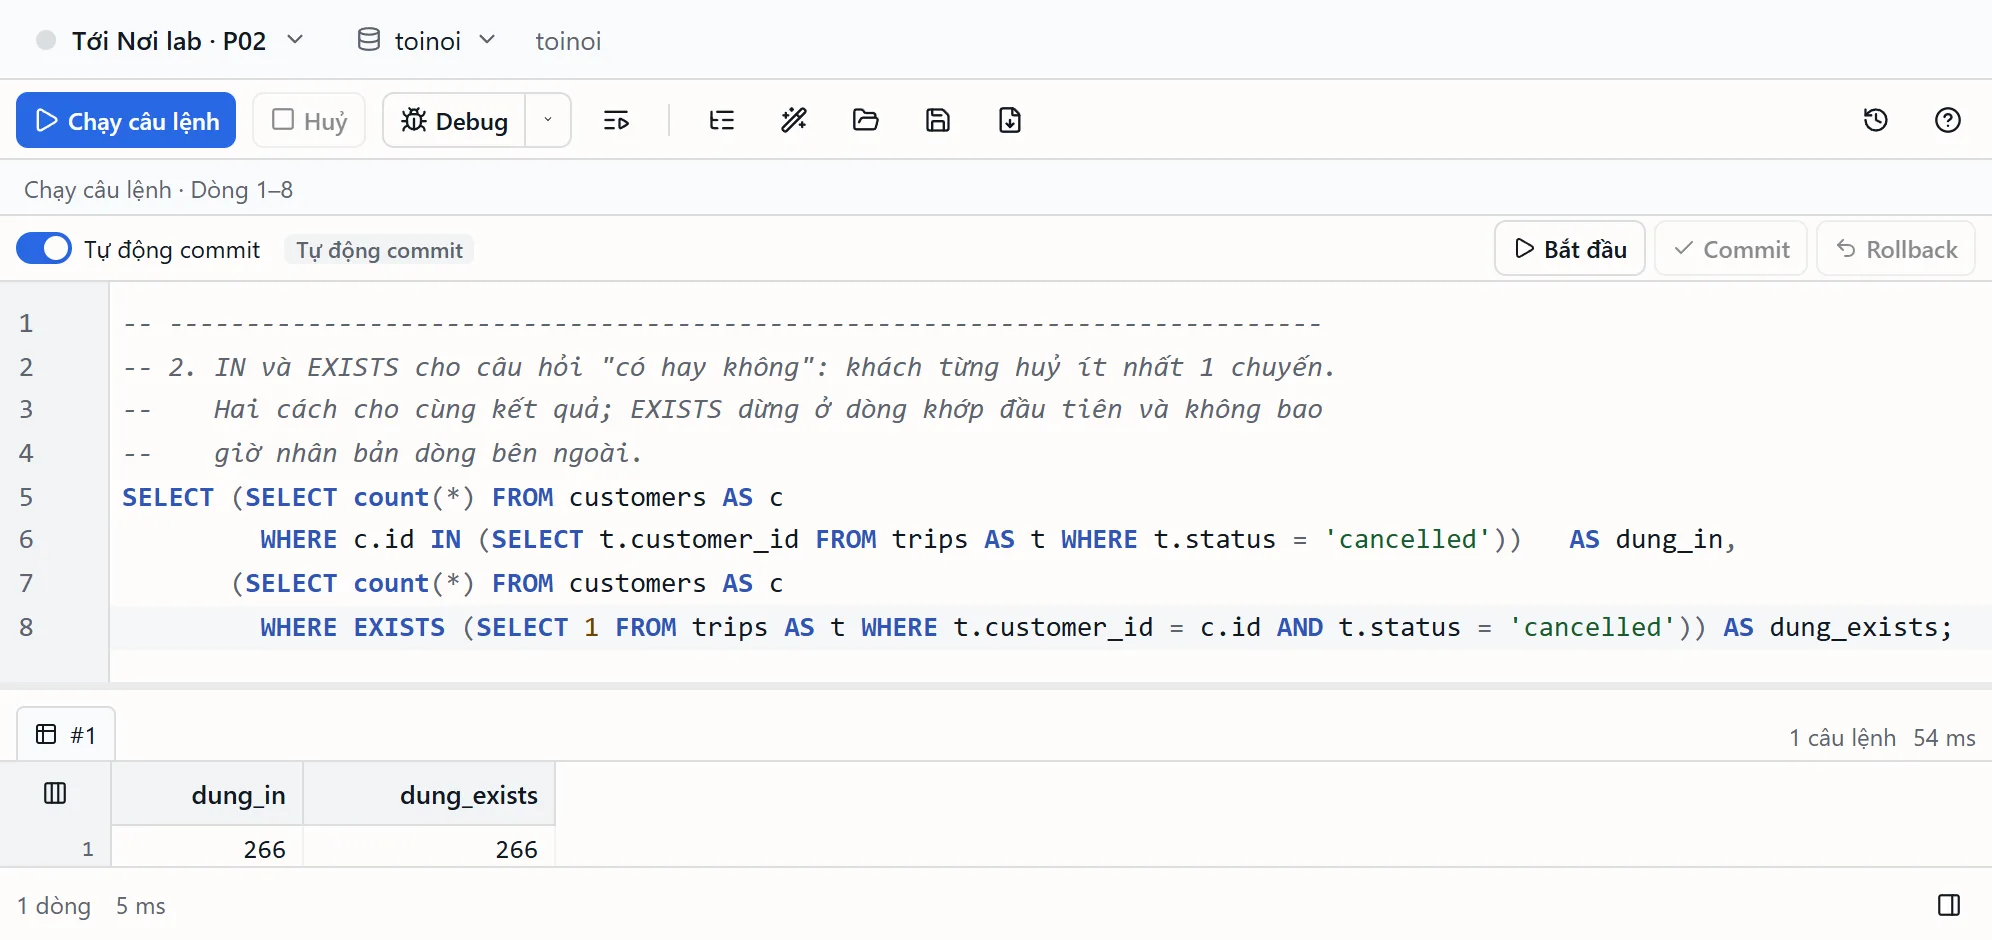 Tới Nơi lab · P02 toinoi toinoi
Chạy câu lệnh Huỷ Debug
Chạy câu lệnh · Dòng 1–8
Tự động commit Tự động commit Bắt đầu Commit Rollback
1 -- ---------------------------------------------------------------------------
2 -- 2. IN và EXISTS cho câu hỏi "có hay không": khách từng huỷ ít nhất 1 chuyến.
3 --    Hai cách cho cùng kết quả; EXISTS dừng ở dòng khớp đầu tiên và không bao
4 --    giờ nhân bản dòng bên ngoài.
5 SELECT (SELECT count(*) FROM customers AS c
6          WHERE c.id IN (SELECT t.customer_id FROM trips AS t WHERE t.status = 'cancelled'))   AS dung_in,
7        (SELECT count(*) FROM customers AS c
8          WHERE EXISTS (SELECT 1 FROM trips AS t WHERE t.customer_id = c.id AND t.status = 'cancelled')) AS dung_exists;
#1 1 câu lệnh 54 ms
dung_in dung_exists
1 266 266
1 dòng 5 ms